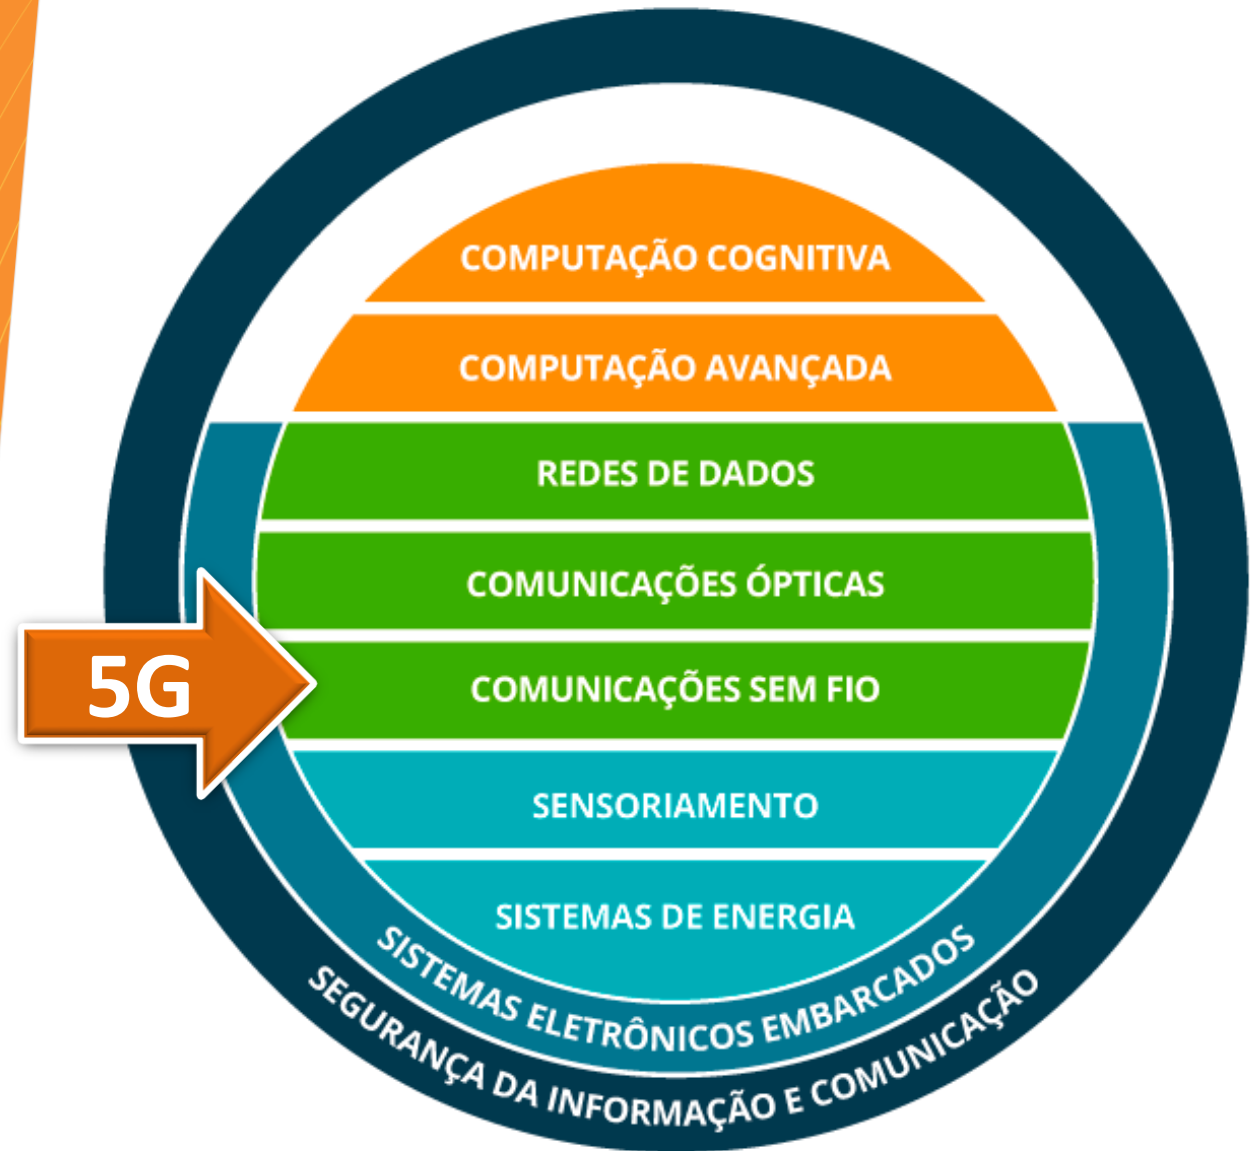 COMPUTAÇÃO COGNITIVA
COMPUTAÇÃO AVANÇADA
REDES DE DADOS
COMUNICAÇÕES ÓPTICAS
5G
COMUNICAÇÕES SEM FIO
SENSORIAMENTO
SISTEMAS DE ENERGIA
SISTEMAS ELETRÔNICOS EMBARCADOS
SEGURANÇA DA INFORMAÇÃO E COMUNICAÇÃO